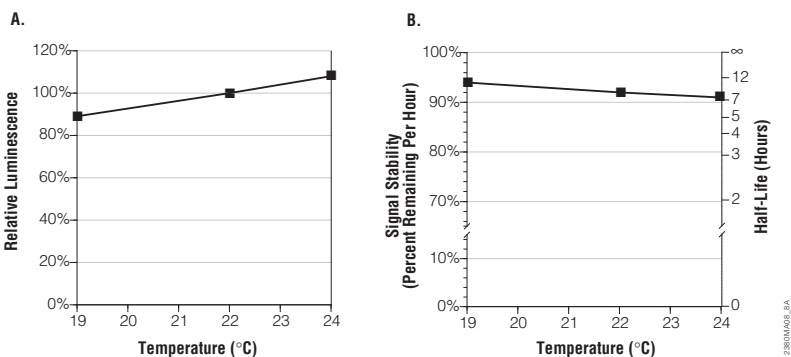 A.
120%
100%
80%
60%
40%
20%
0%
Relative Luminescence
19 20 21 22 23 24
Temperature (°C)
B.
100%
90%
80%
70%
10%
0%
Signal Stability
(Percent Remaining Per Hour)
∞
12
7
5
4
3
2
0
Half-Life (Hours)
19 20 21 22 23 24
Temperature (°C)
2380MA08_8A